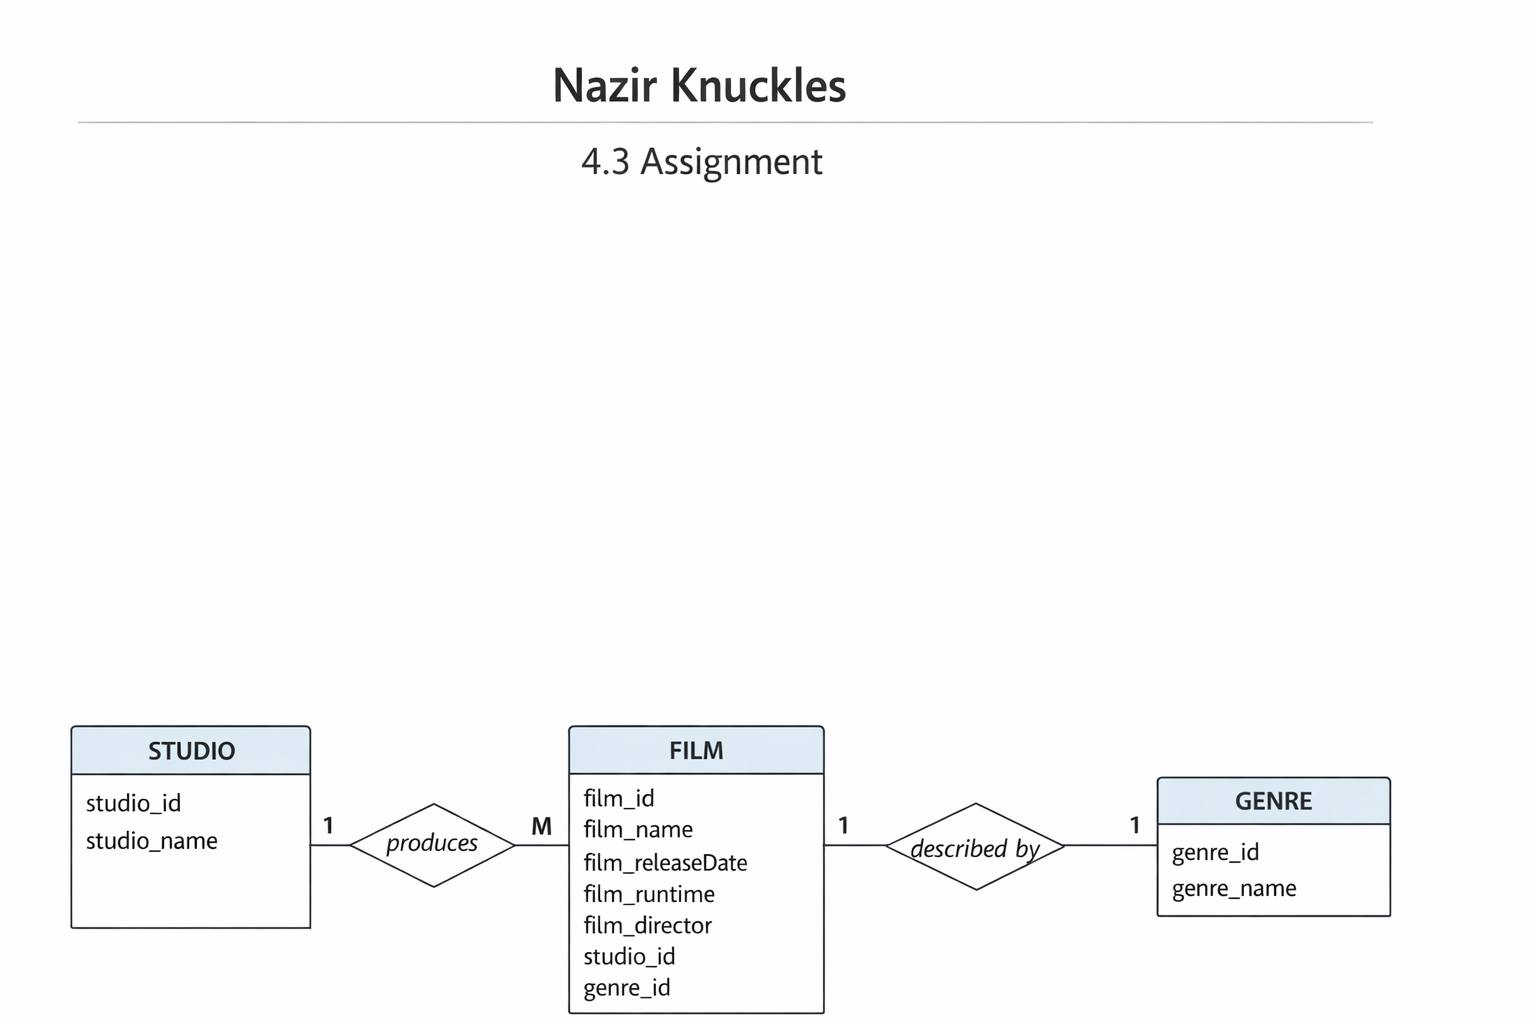 Nazir Knuckles
4.3 Assignment
STUDIO
studio_id
studio_name
1
produces
M
FILM
film_id
film_name
film_releaseDate
film_runtime
film_director
studio_id
genre_id
1
described by
1
GENRE
genre_id
genre_name